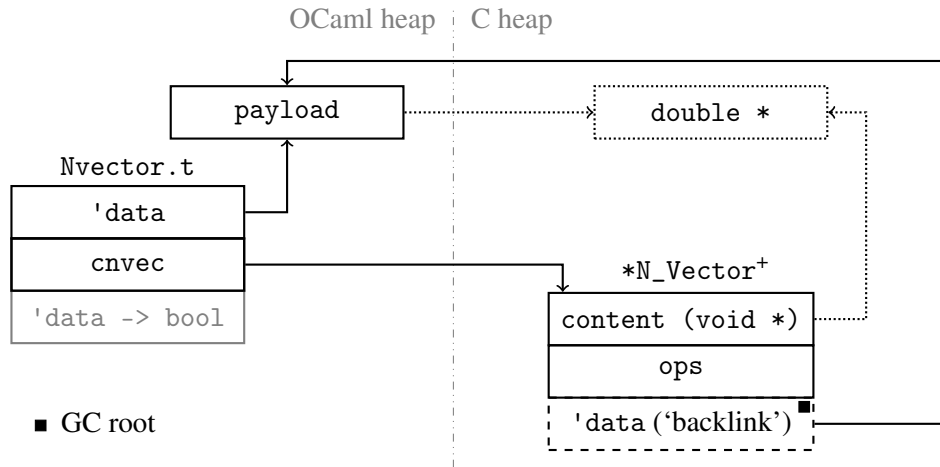 OCaml heap
C heap
payload
double *
Nvector.t
'data
cnvec
'data -> bool
*N_Vector⁺
content (void *)
ops
'data (‘backlink’)
GC root